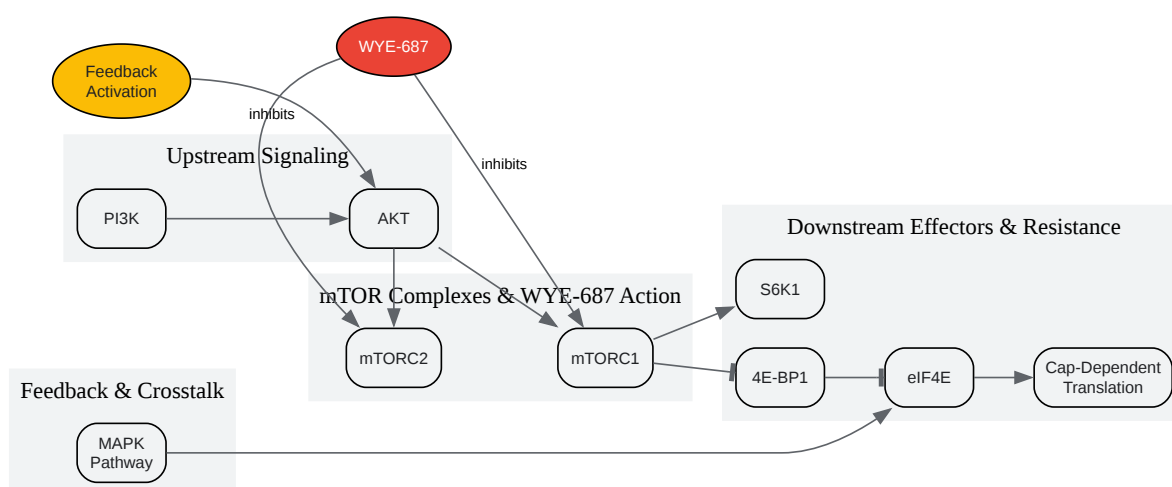 WYE-687
Feedback
Activation
inhibits
Upstream Signaling
inhibits
PI3K
AKT
Downstream Effectors & Resistance
mTOR Complexes & WYE-687 Action
S6K1
mTORC2
mTORC1
4E-BP1
eIF4E
Cap-Dependent
Translation
Feedback & Crosstalk
MAPK
Pathway